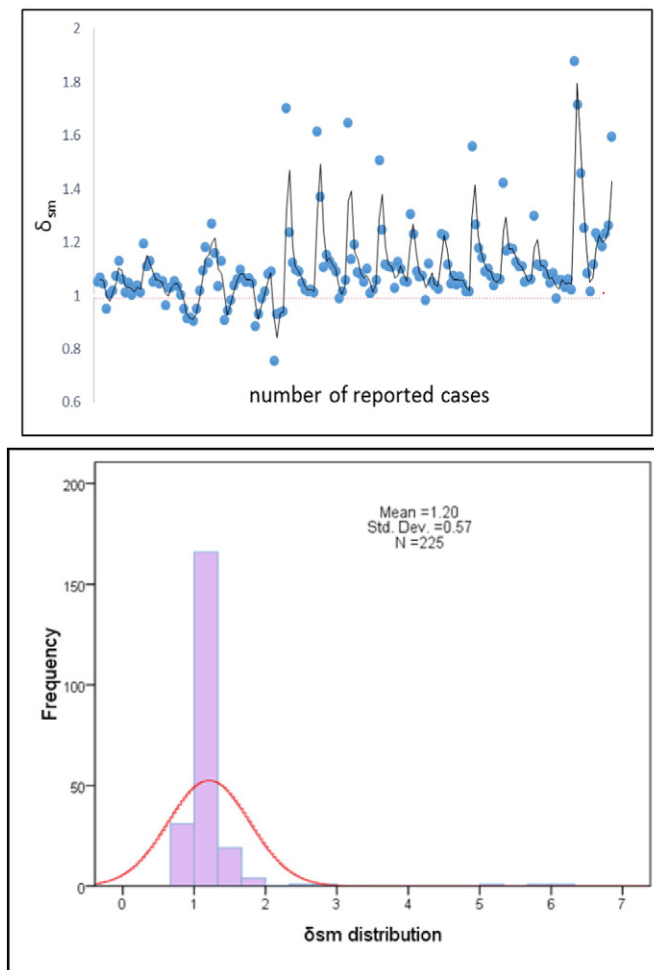 2
1.8
1.6
1.4
1.2
1
0.8
0.6
δsm
number of reported cases
Mean =1.20
Std. Dev. =0.57
N =225
200
150
100
50
0
Frequency
0 1 2 3 4 5 6 7
δsm distribution